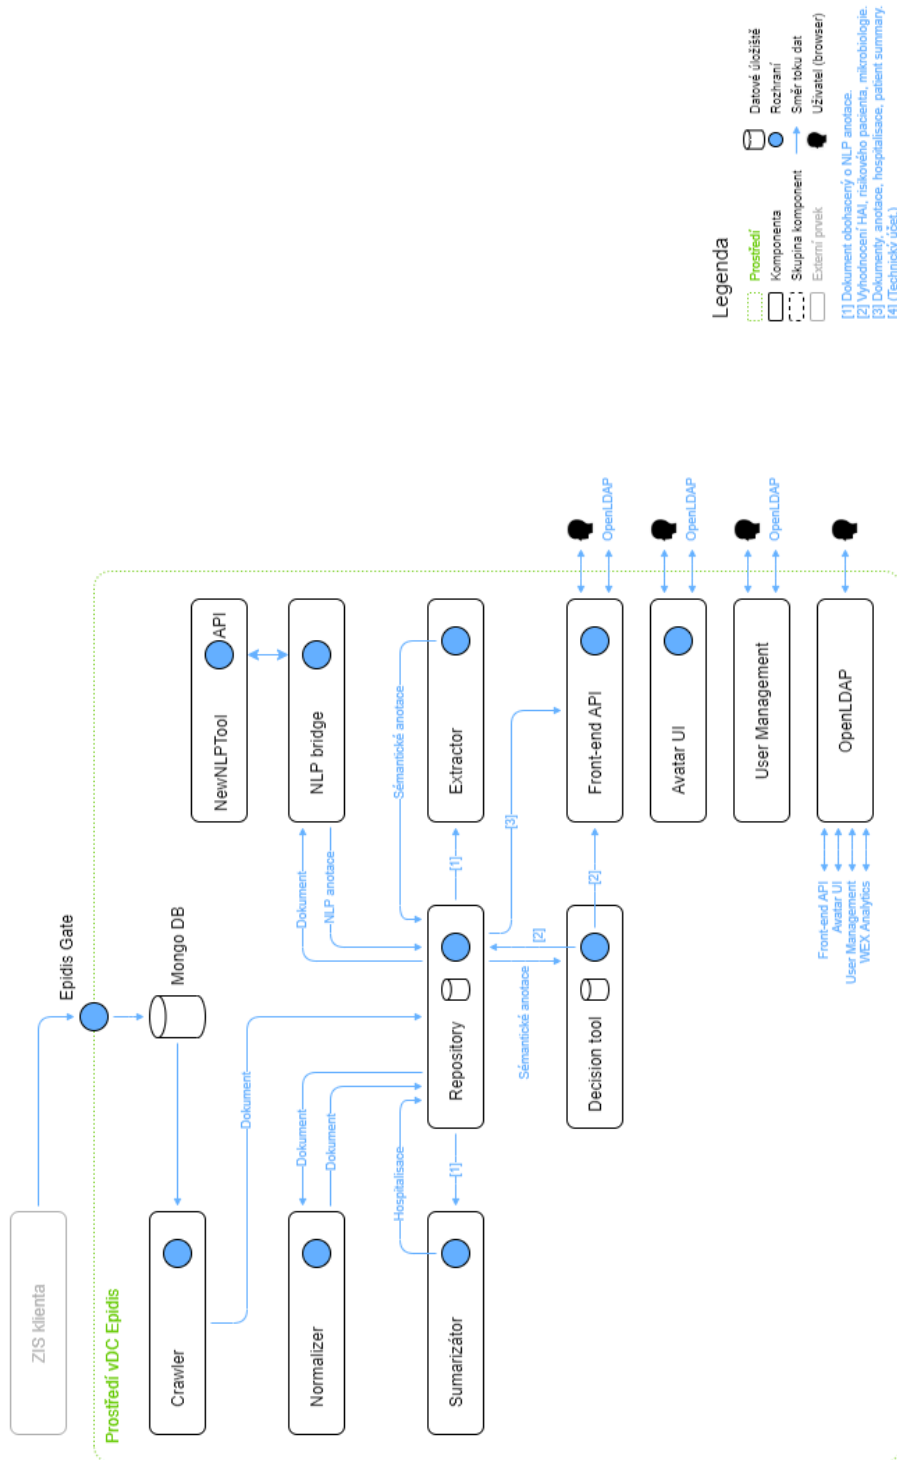 ZIS klienta
Epidis Gate
Prostředí vDC Epidis
Mongo DB
Crawler
NewNLPTool
API
Dokument
Normalizer
Dokument
Dokument
Dokument
NLP anotace
NLP bridge
Hospitalisace
Sémantické anotace
Sumarizátor
[1]
Repository
[1]
Extractor
Sémantické anotace
[2]
[3]
Decision tool
[2]
Front-end API
OpenLDAP
Avatar UI
OpenLDAP
User Management
OpenLDAP
Front-end API
Avatar UI
User Management
WEX Analytics
OpenLDAP
Legenda
Prostředí
Datové úložiště
Komponenta
Rozhraní
Skupina komponent
Směr toku dat
Externí prvek
Uživatel (browser)
[1] Dokument obohacený o NLP anotace.
[2] Vyhodnocení HAI, risikového pacienta, mikrobiologie.
[3] Dokumenty, anotace, hospitalisace, patient summary.
[4] (Technický účet.)